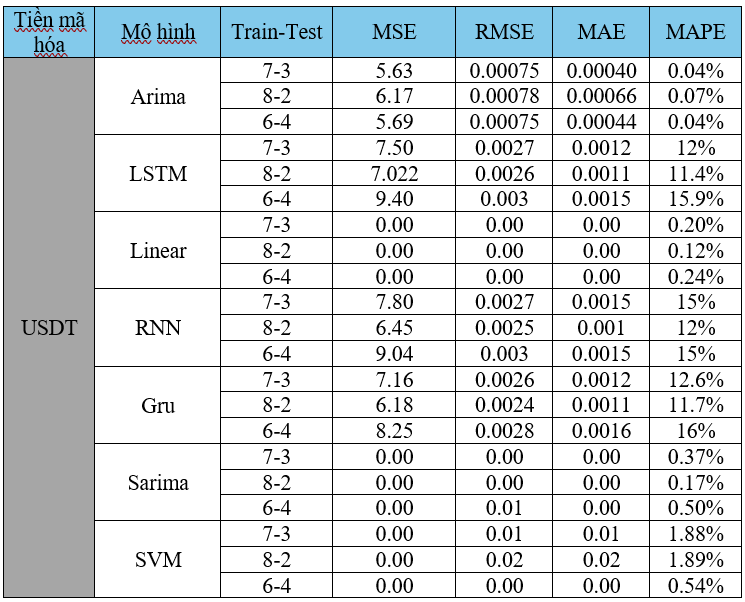 Tiền mã hóa Mô hình Train-Test MSE RMSE MAE MAPE
USDT
Arima
7-3 5.63 0.00075 0.00040 0.04%
8-2 6.17 0.00078 0.00066 0.07%
6-4 5.69 0.00075 0.00044 0.04%
LSTM
7-3 7.50 0.0027 0.0012 12%
8-2 7.022 0.0026 0.0011 11.4%
6-4 9.40 0.003 0.0015 15.9%
Linear
7-3 0.00 0.00 0.00 0.20%
8-2 0.00 0.00 0.00 0.12%
6-4 0.00 0.00 0.00 0.24%
RNN
7-3 7.80 0.0027 0.0015 15%
8-2 6.45 0.0025 0.001 12%
6-4 9.04 0.003 0.0015 15%
Gru
7-3 7.16 0.0026 0.0012 12.6%
8-2 6.18 0.0024 0.0011 11.7%
6-4 8.25 0.0028 0.0016 16%
Sarima
7-3 0.00 0.00 0.00 0.37%
8-2 0.00 0.00 0.00 0.17%
6-4 0.00 0.01 0.00 0.50%
SVM
7-3 0.00 0.01 0.01 1.88%
8-2 0.00 0.02 0.02 1.89%
6-4 0.00 0.00 0.00 0.54%